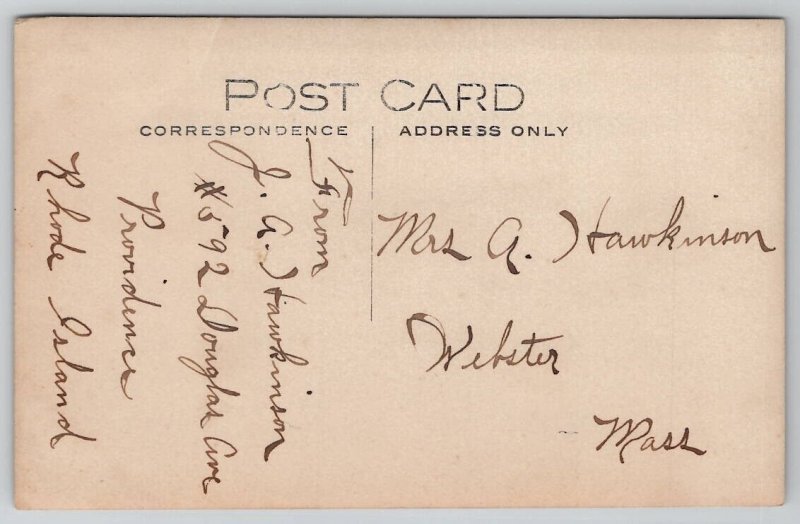 POST CARD
CORRESPONDENCE
ADDRESS ONLY
From
J. A. Hawkinson
#592 Douglas Ave
Providence
Rhode Island
Mrs A. Hawkinson
Webster
Mass